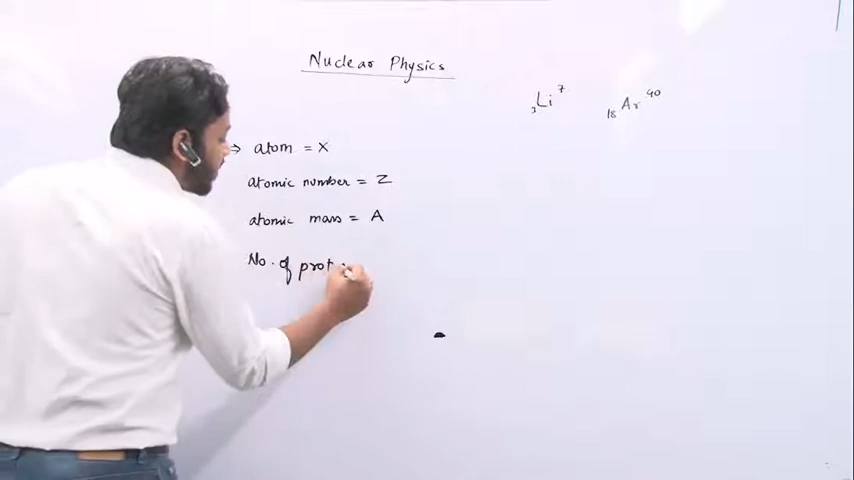 Nuclear Physics
₃Li⁷ ₁₈Ar⁴⁰
→ atom = X
atomic number = Z
atomic mass = A
No. of prot